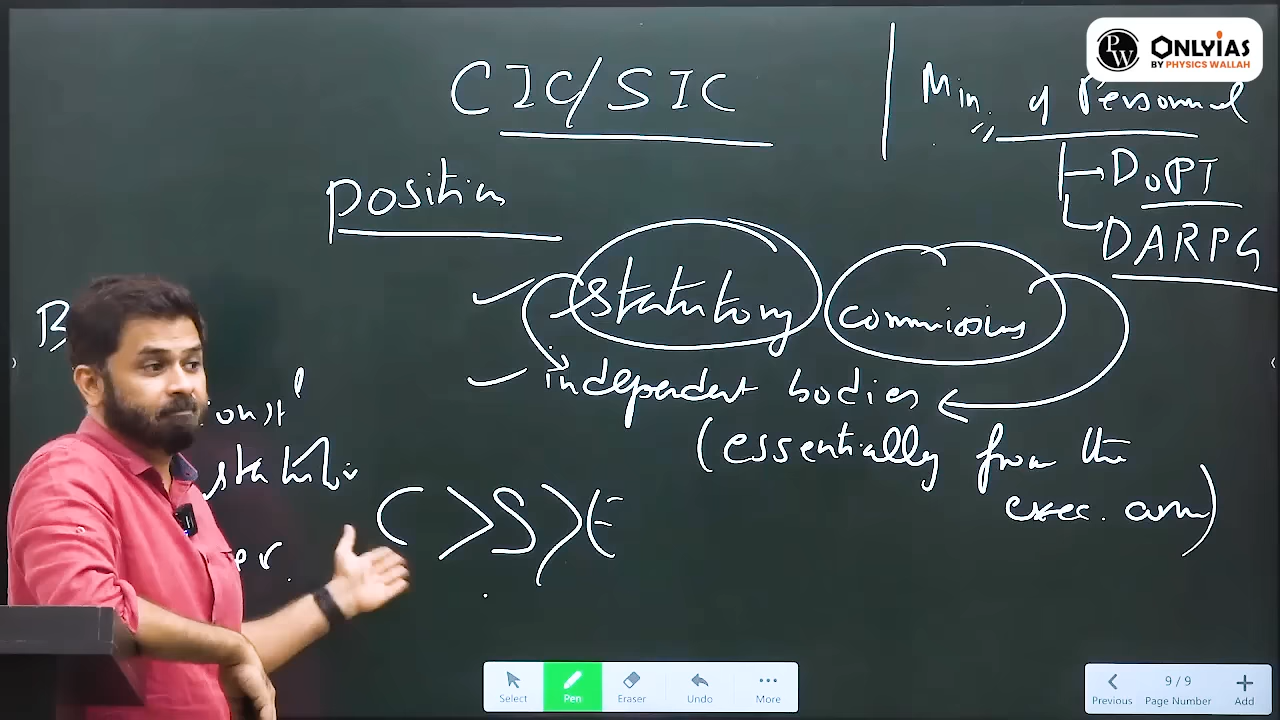 PW ONLYIAS
BY PHYSICS WALLAH
CIC/SIC
Min. of Personnel
DoPT
DARPG
position
statutory commissions
independent bodies
(essentially from the
exec. arm)
C > S > E
Select
Pen
Eraser
Undo
More
Previous
9 / 9
Page Number
Add